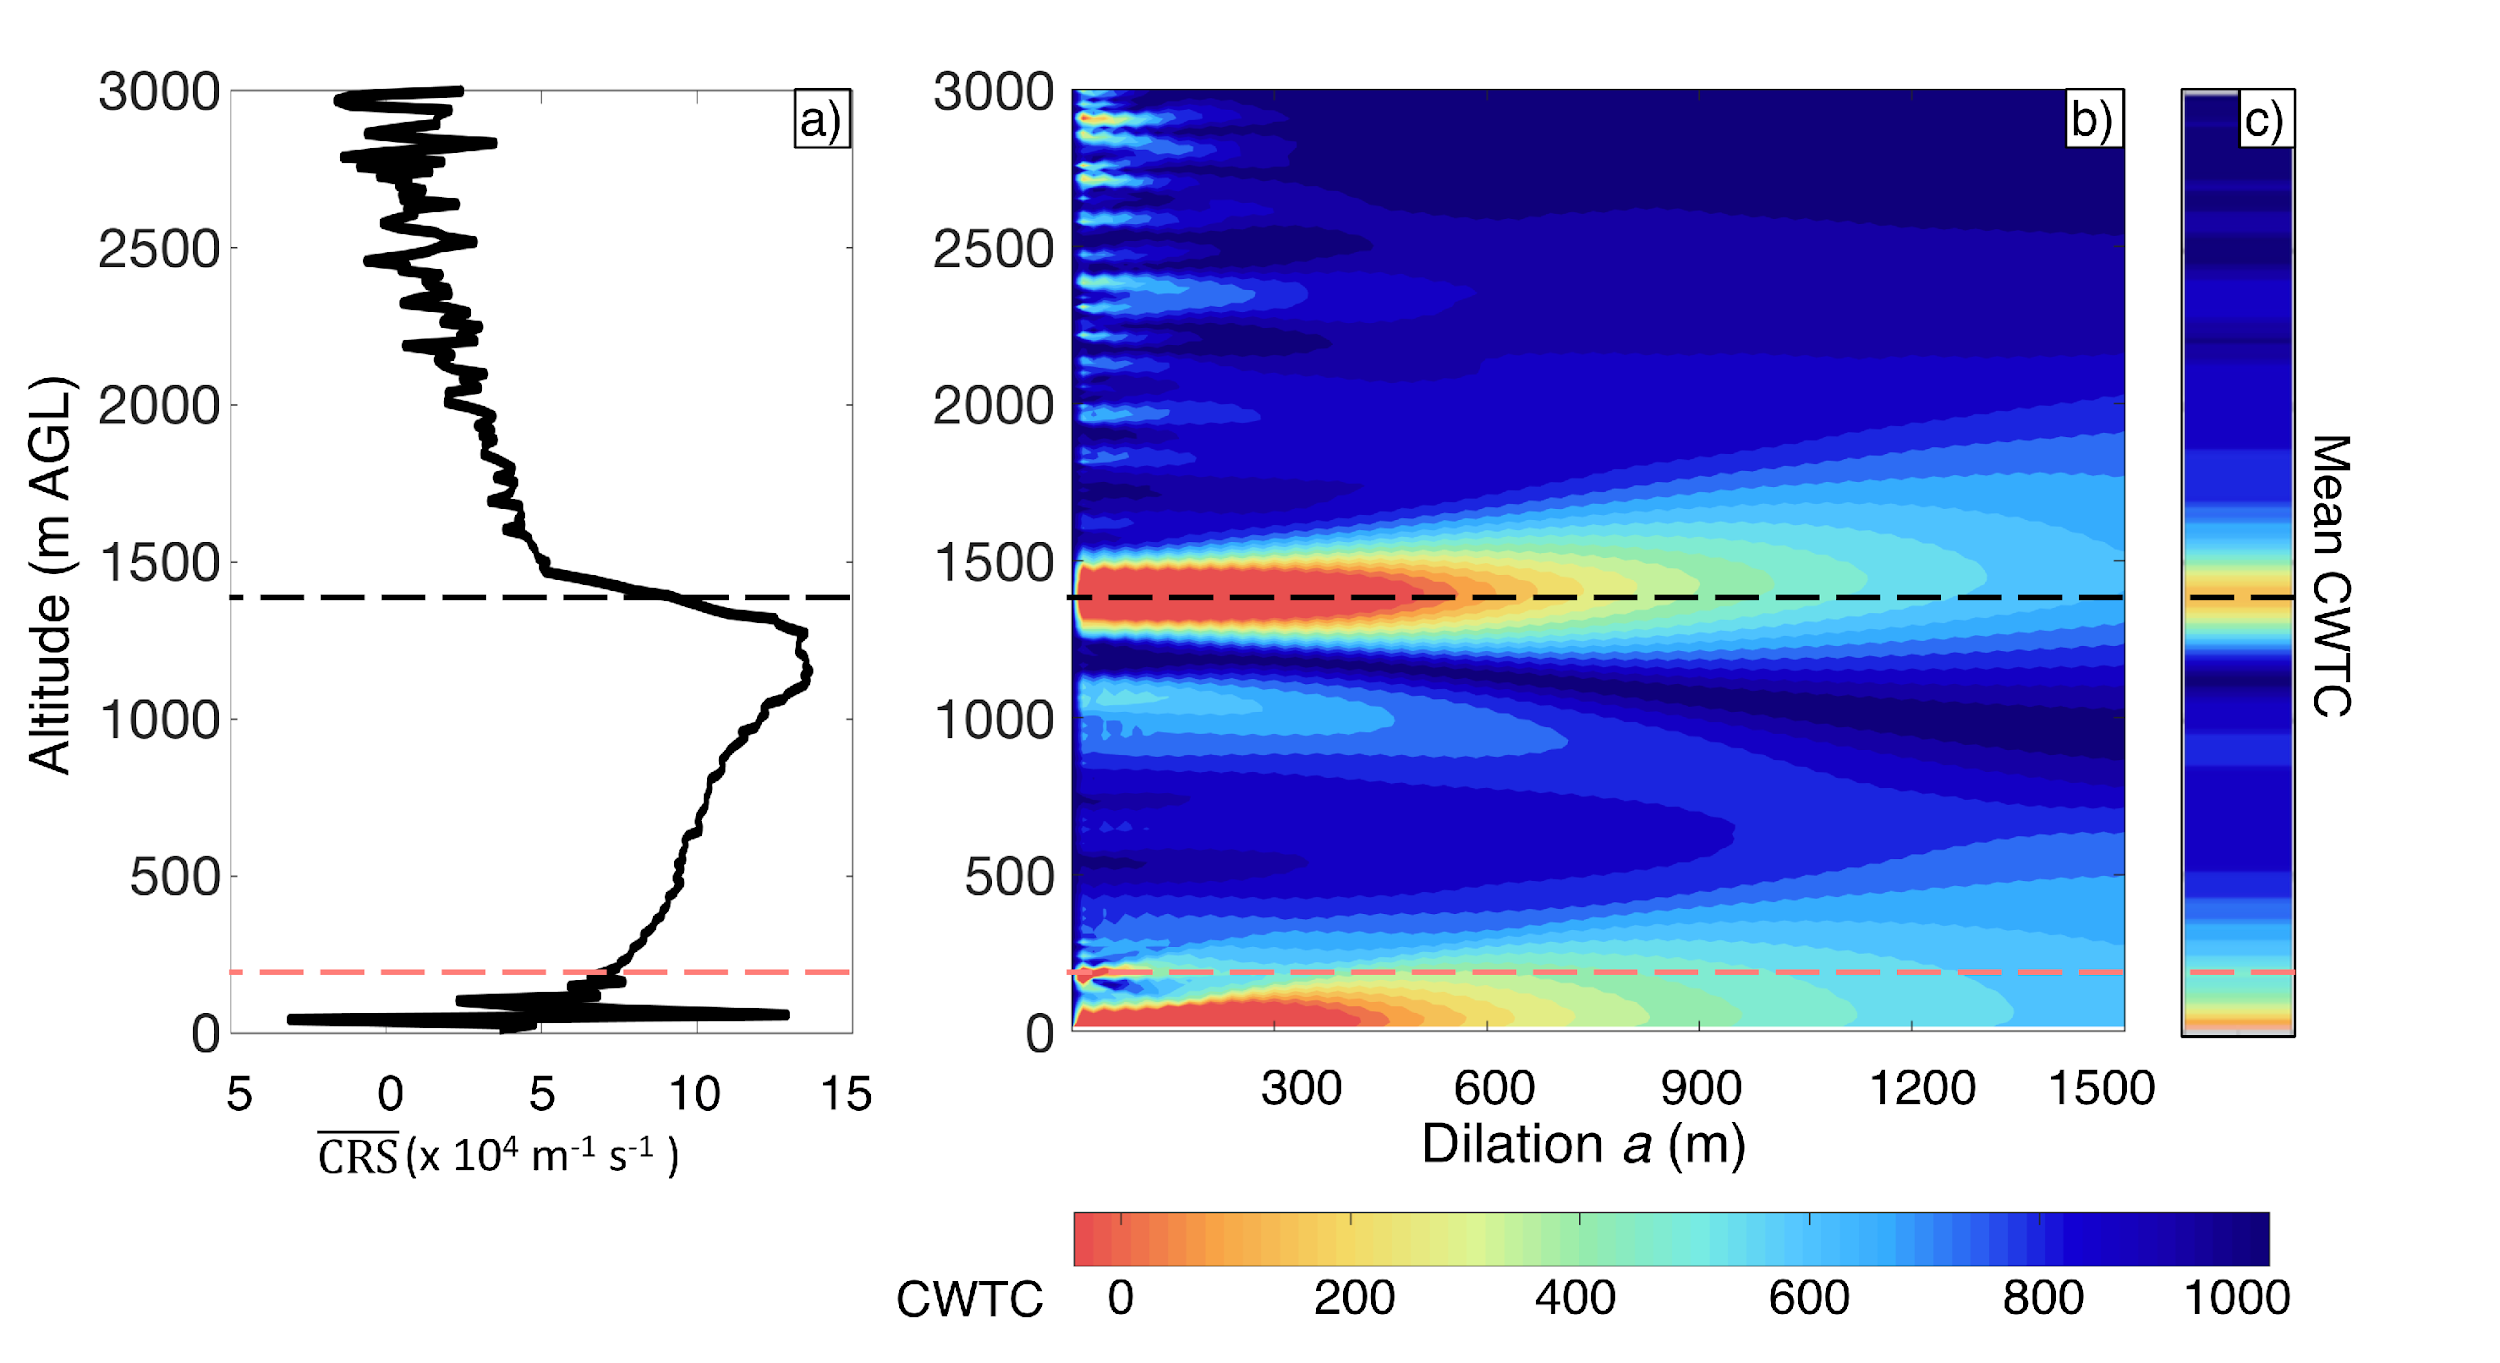 3000
2500
2000
1500
1000
500
0
Altitude (m AGL)
a)
5 0 5 10 15
CRS (x 10⁴ m⁻¹ s⁻¹ )
3000
2500
2000
1500
1000
500
0
b)
300 600 900 1200 1500
Dilation a (m)
c)
Mean CWTC
CWTC
0 200 400 600 800 1000